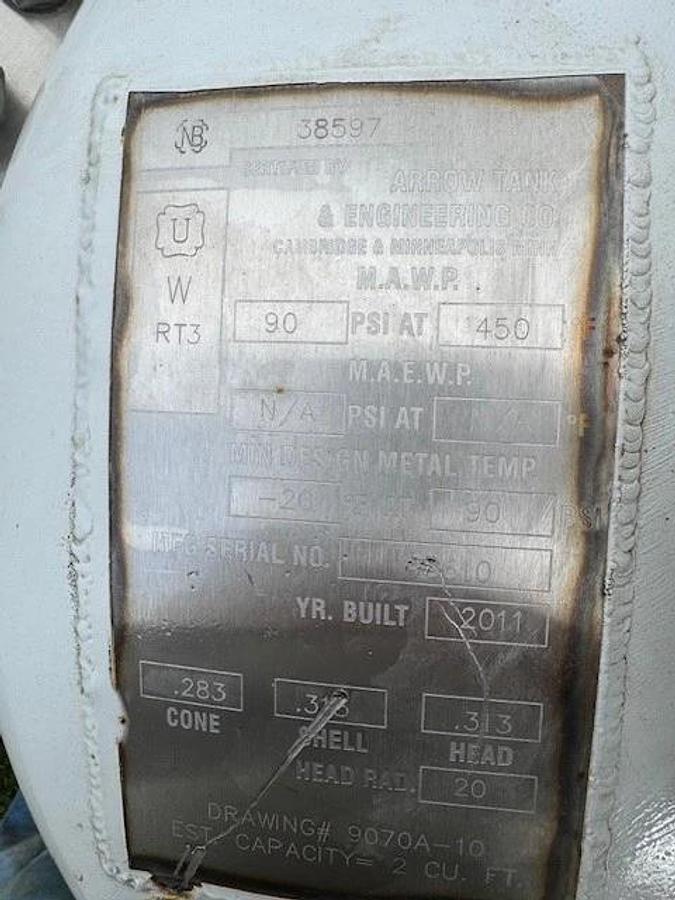 NB 38597
CERTIFIED BY
ARROW TANK
& ENGINEERING CO.
CAMBRIDGE & MINNEAPOLIS MINN
U
W
RT3
M.A.W.P.
90 PSI AT 450 °F
M.A.E.W.P.
N/A PSI AT N/A °F
MIN DESIGN METAL TEMP
-20 °F AT 90 PSI
MFG SERIAL NO.
YR. BUILT 2011
.283 .313 .313
CONE SHELL HEAD
HEAD RAD. 20
DRAWING# 9070A-10
EST. CAPACITY= 2 CU. FT.